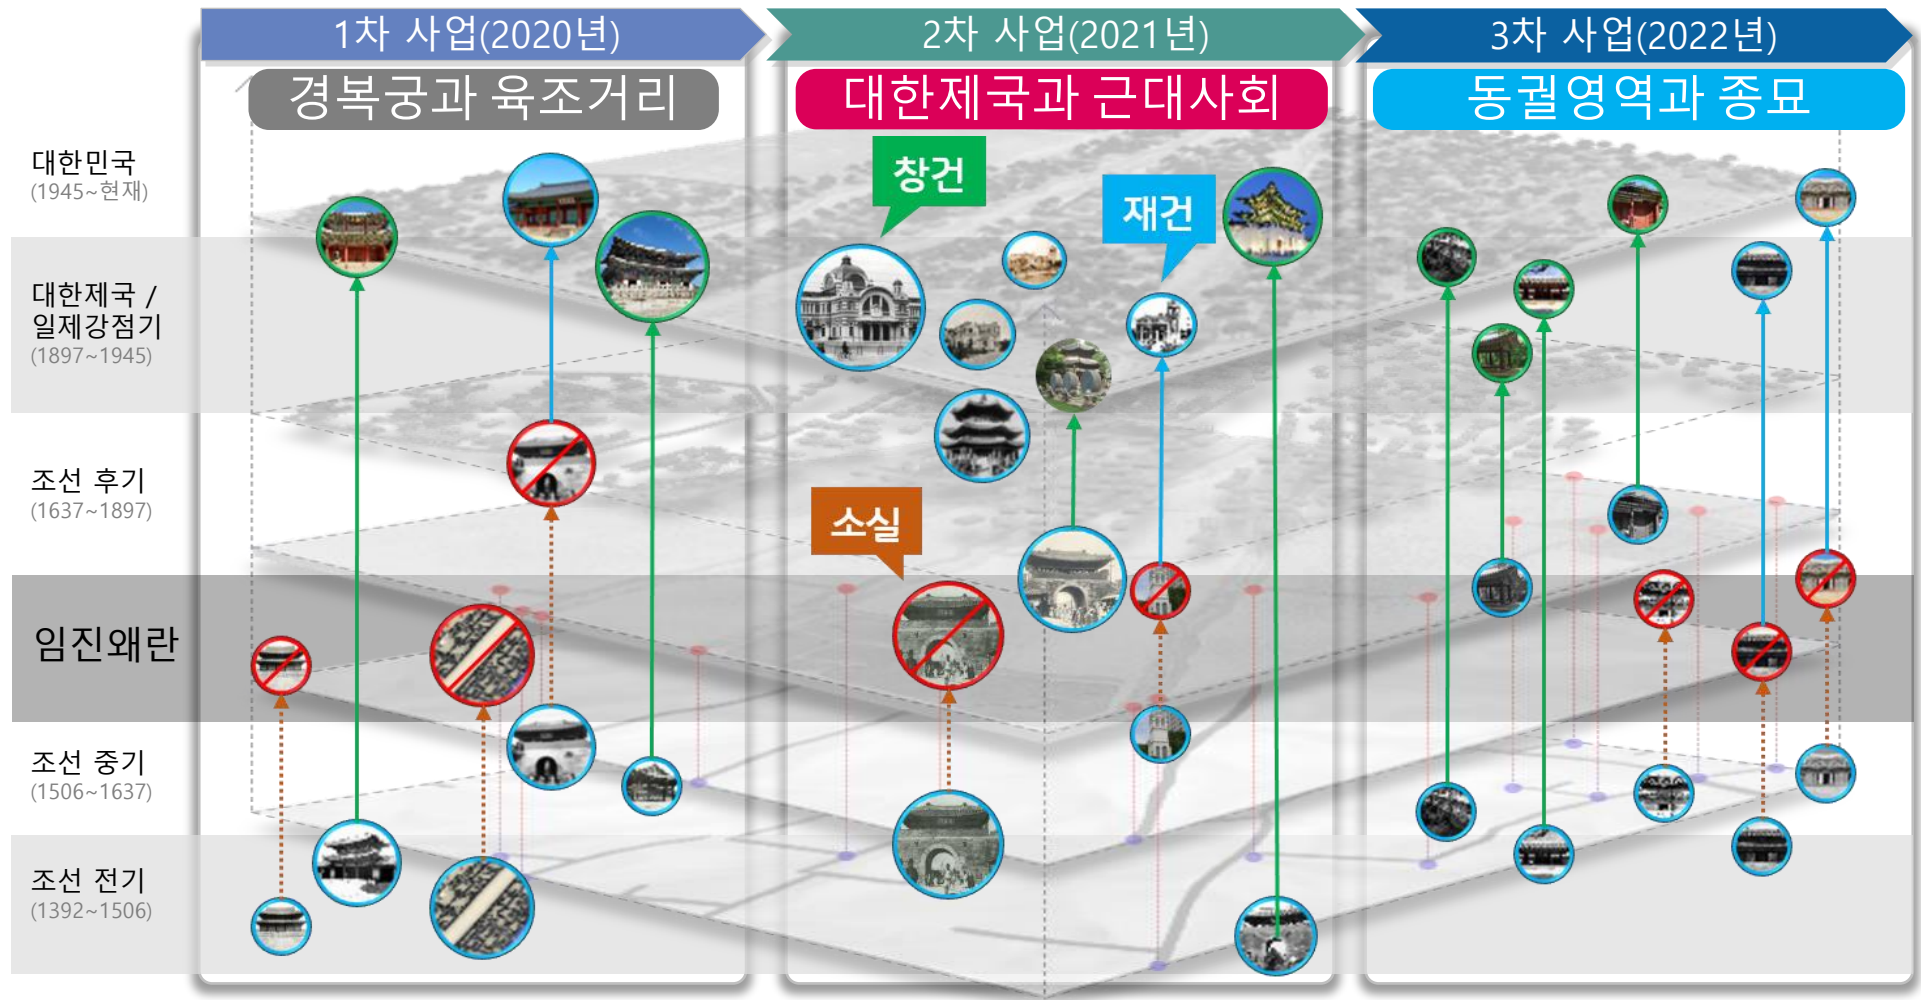 1차 사업(2020년)
2차 사업(2021년)
3차 사업(2022년)
경복궁과 육조거리
대한제국과 근대사회
동궐영역과 종묘
대한민국
(1945~현재)
창건
재건
대한제국 /
일제강점기
(1897~1945)
조선 후기
(1637~1897)
소실
임진왜란
조선 중기
(1506~1637)
조선 전기
(1392~1506)